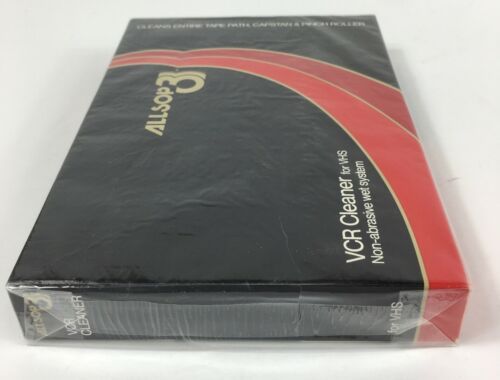 CLEANS ENTIRE TAPE PATH, CAPSTAN & PINCH ROLLER
ALLSOP 3
VCR Cleaner for VHS
Non-abrasive wet system
ALLSOP 3
VCR
CLEANER
for VHS